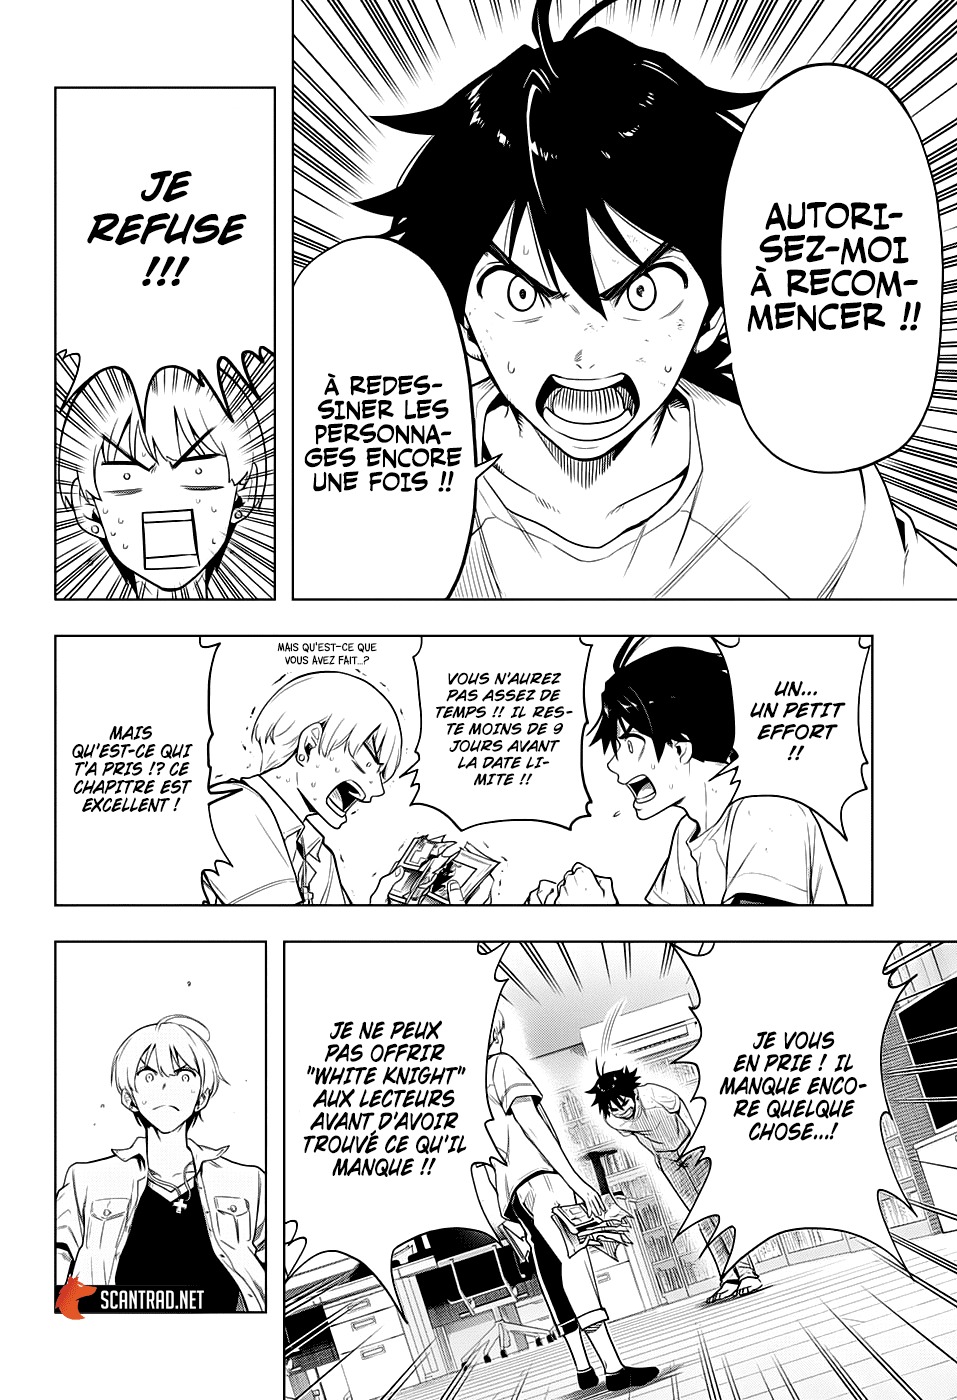 AUTORI-
SEZ-MOI
À RECOM-
MENCER !!
À REDES-
SINER LES
PERSONNA-
GES ENCORE
UNE FOIS !!
JE
REFUSE
!!!
UN...
UN PETIT
EFFORT
!!
VOUS N'AUREZ
PAS ASSEZ DE
TEMPS !! IL RES-
TE MOINS DE 9
JOURS AVANT
LA DATE LI-
MITE !!
MAIS QU'EST-CE QUE
VOUS AVEZ FAIT...?
MAIS
QU'EST-CE QUI
T'A PRIS !? CE
CHAPITRE EST
EXCELLENT !
JE VOUS
EN PRIE ! IL
MANQUE ENCO-
RE QUELQUE
CHOSE...!
JE NE PEUX
PAS OFFRIR
"WHITE KNIGHT"
AUX LECTEURS
AVANT D'AVOIR
TROUVÉ CE QU'IL
MANQUE !!
SCANTRAD.NET